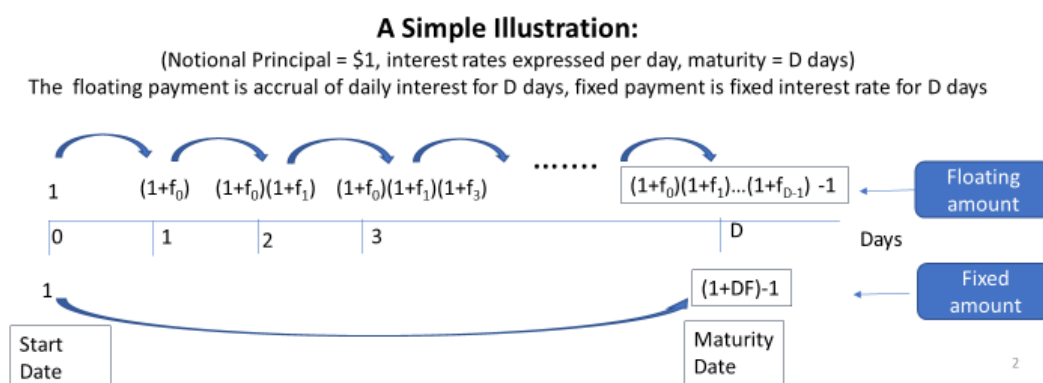 A Simple Illustration:
(Notional Principal = $1, interest rates expressed per day, maturity = D days)
The floating payment is accrual of daily interest for D days, fixed payment is fixed interest rate for D days
.......
1 (1+f₀) (1+f₀)(1+f₁) (1+f₀)(1+f₁)(1+f₃) (1+f₀)(1+f₁)...(1+f_D-1) -1
Floating
amount
0 1 2 3 D Days
1 (1+DF)-1
Fixed
amount
Start
Date
Maturity
Date
2